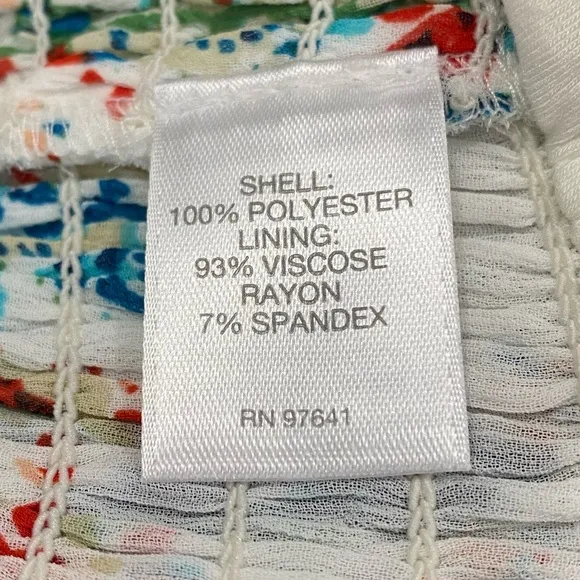 SHELL:
100% POLYESTER
LINING:
93% VISCOSE
RAYON
7% SPANDEX
RN 97641